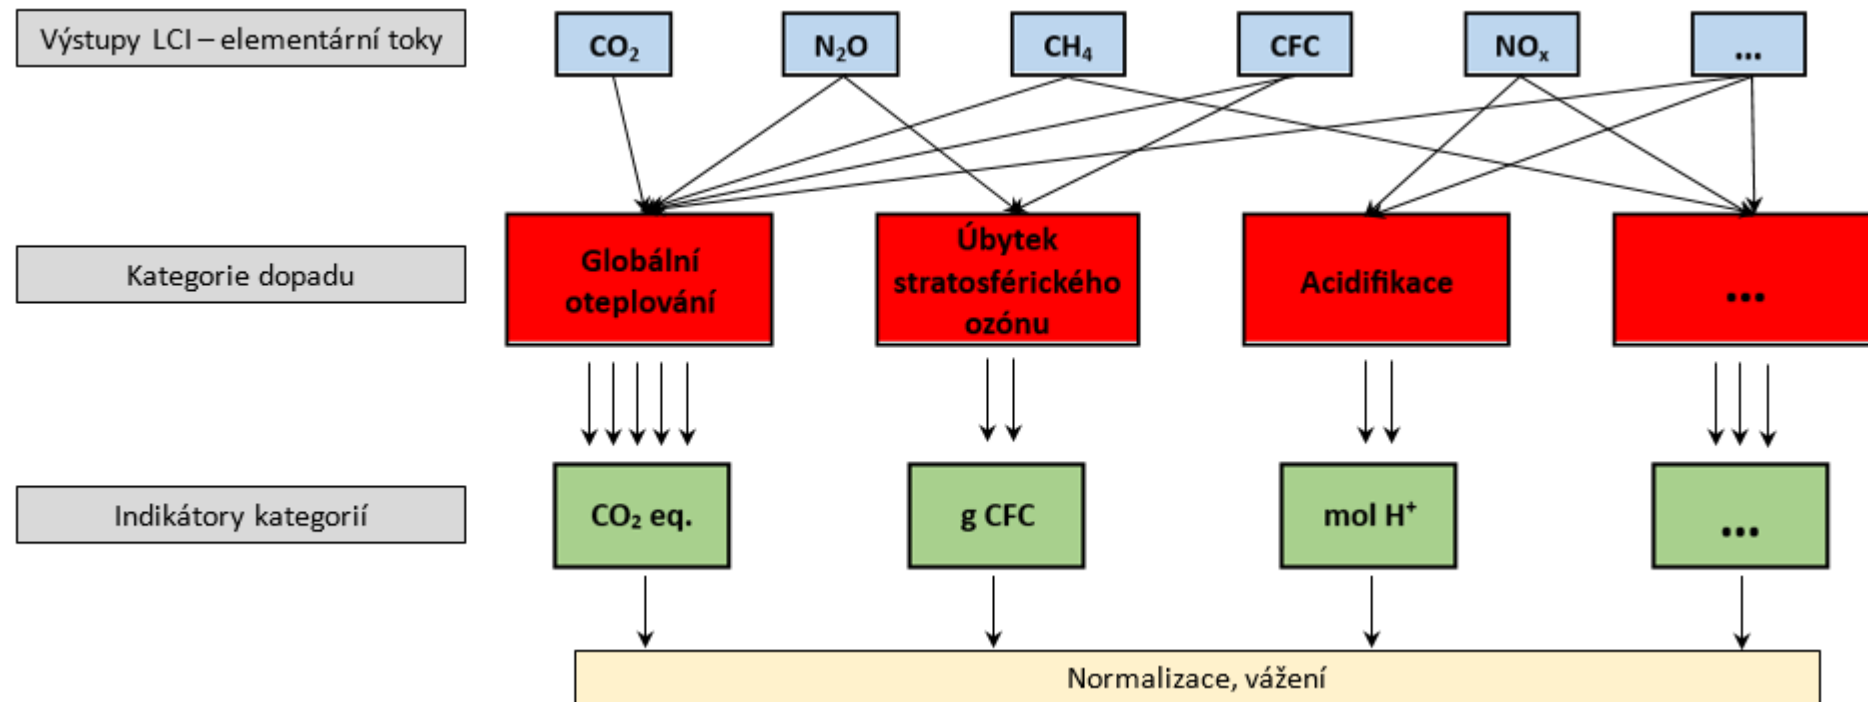 Výstupy LCI – elementární toky
CO₂
N₂O
CH₄
CFC
NOₓ
...
Kategorie dopadu
Globální
oteplování
Úbytek
stratosférického
ozónu
Acidifikace
...
Indikátory kategorií
CO₂ eq.
g CFC
mol H⁺
...
Normalizace, vážení